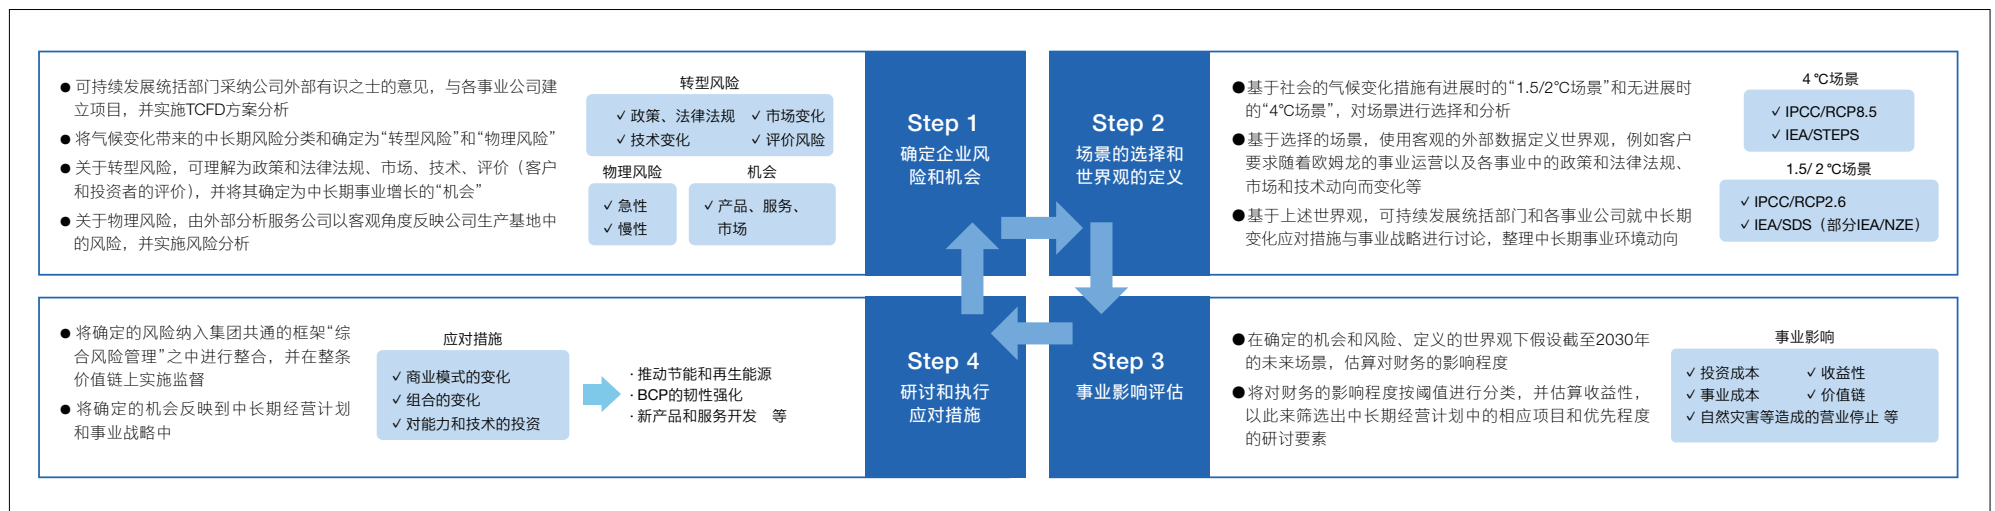 ● 可持续发展统括部门采纳公司外部有识之士的意见，与各事业公司建
立项目，并实施TCFD方案分析
● 将气候变化带来的中长期风险分类和确定为“转型风险”和“物理风险”
● 关于转型风险，可理解为政策和法律法规、市场、技术、评价（客户
和投资者的评价），并将其确定为中长期事业增长的“机会”
● 关于物理风险，由外部分析服务公司以客观角度反映公司生产基地中
的风险，并实施风险分析
转型风险
✓ 政策、法律法规 ✓ 市场变化
✓ 技术变化 ✓ 评价风险
物理风险
✓ 急性
✓ 慢性
机会
✓ 产品、服务、
市场
Step 1
确定企业风
险和机会
Step 2
场景的选择和
世界观的定义
●基于社会的气候变化措施有进展时的“1.5/2℃场景”和无进展时
的“4℃场景”，对场景进行选择和分析
●基于选择的场景，使用客观的外部数据定义世界观，例如客户
要求随着欧姆龙的事业运营以及各事业中的政策和法律法规、
市场和技术动向而变化等
●基于上述世界观，可持续发展统括部门和各事业公司就中长期
变化应对措施与事业战略进行讨论，整理中长期事业环境动向
4 ℃场景
✓ IPCC/RCP8.5
✓ IEA/STEPS
1.5/ 2 ℃场景
✓ IPCC/RCP2.6
✓ IEA/SDS（部分IEA/NZE）
● 将确定的风险纳入集团共通的框架“综
合风险管理”之中进行整合，并在整条
价值链上实施监督
● 将确定的机会反映到中长期经营计划
和事业战略中
应对措施
✓ 商业模式的变化
✓ 组合的变化
✓ 对能力和技术的投资
· 推动节能和再生能源
· BCP的韧性强化
· 新产品和服务开发 等
Step 4
研讨和执行
应对措施
Step 3
事业影响评估
●在确定的机会和风险、定义的世界观下假设截至2030年
的未来场景，估算对财务的影响程度
●将对财务的影响程度按阈值进行分类，并估算收益性，
以此来筛选出中长期经营计划中的相应项目和优先程度
的研讨要素
事业影响
✓ 投资成本 ✓ 收益性
✓ 事业成本 ✓ 价值链
✓ 自然灾害等造成的营业停止 等